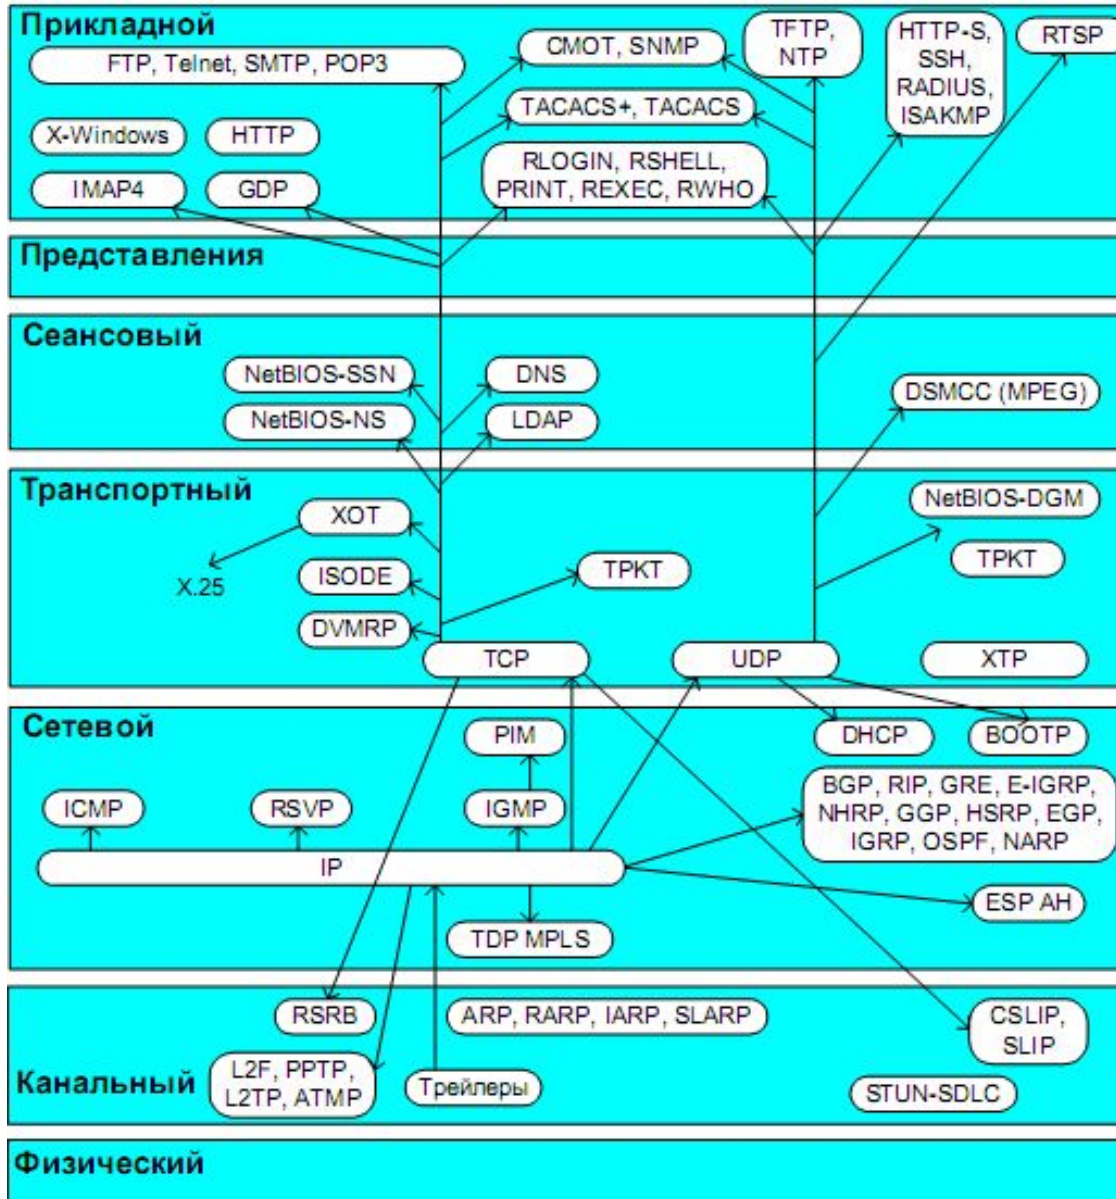 Прикладной
FTP, Telnet, SMTP, POP3
CMOT, SNMP
TFTP,
NTP
HTTP-S,
SSH,
RADIUS,
ISAKMP
RTSP
TACACS+, TACACS
X-Windows
HTTP
RLOGIN, RSHELL,
PRINT, REXEC, RWHO
IMAP4
GDP
Представления
Сеансовый
NetBIOS-SSN
DNS
DSMCC (MPEG)
NetBIOS-NS
LDAP
Транспортный
NetBIOS-DGM
XOT
TPKT
TPKT
X.25
ISODE
DVMRP
TCP
UDP
XTP
Сетевой
PIM
DHCP
BOOTP
ICMP
RSVP
IGMP
BGP, RIP, GRE, E-IGRP,
NHRP, GGP, HSRP, EGP,
IGRP, OSPF, NARP
IP
ESP AH
TDP MPLS
RSRB
ARP, RARP, IARP, SLARP
CSLIP,
SLIP
Канальный
L2F, PPTP,
L2TP, ATMP
Трейлеры
STUN-SDLC
Физический